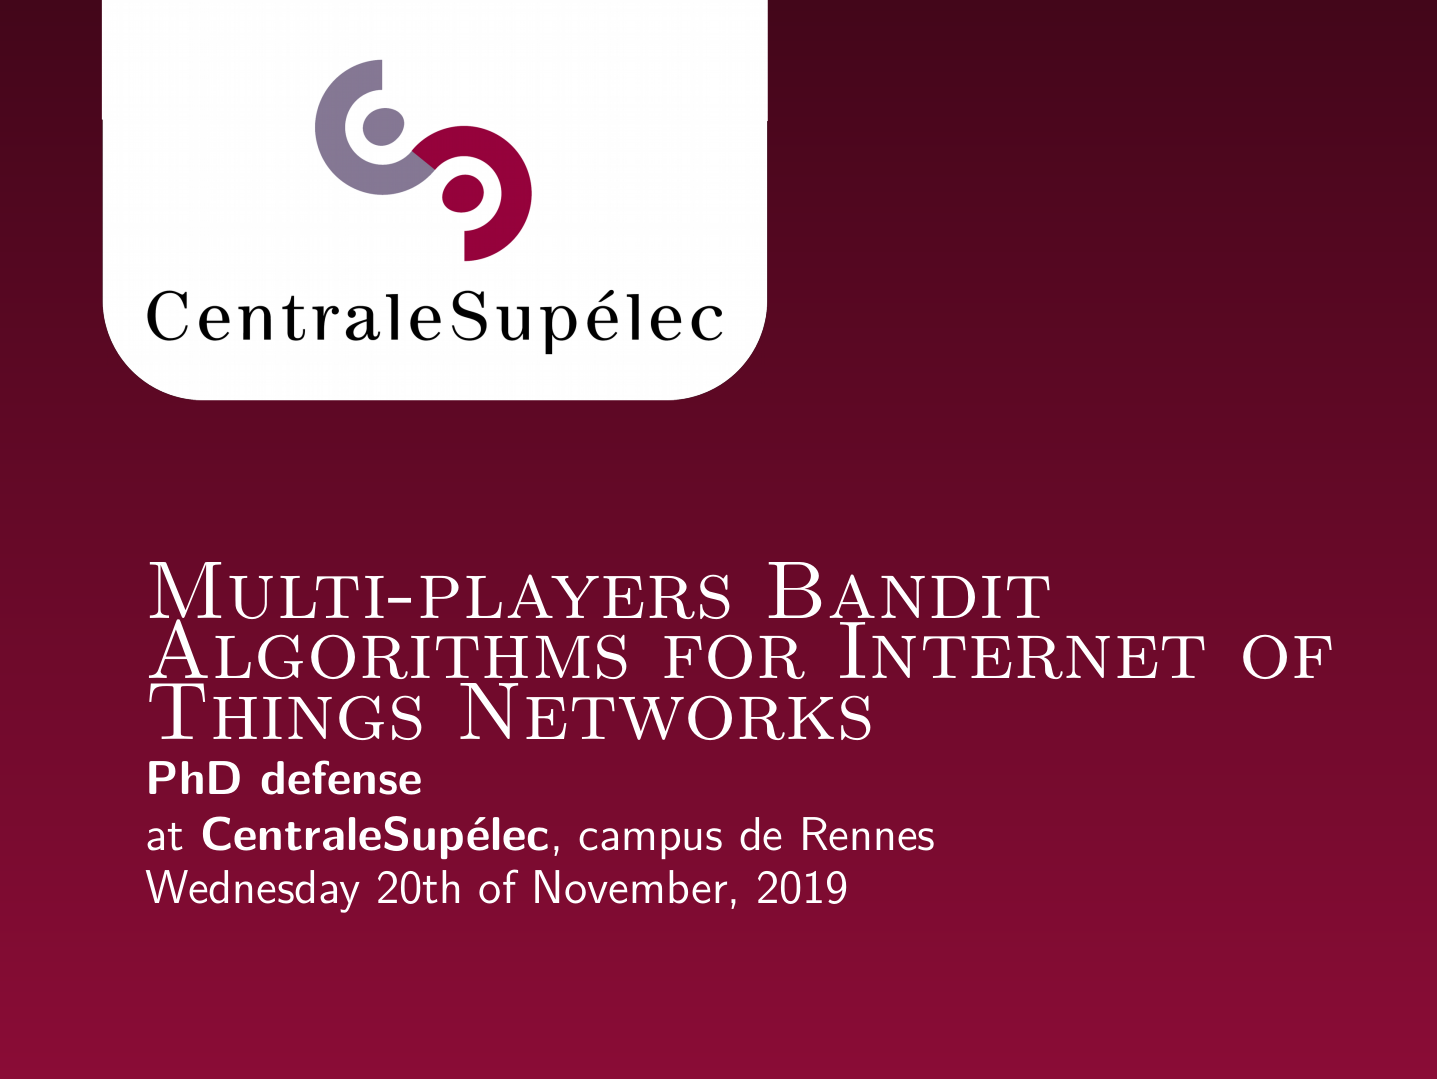 CentraleSupélec
Multi-players Bandit
Algorithms for Internet of
Things Networks
PhD defense
at CentraleSupélec, campus de Rennes
Wednesday 20th of November, 2019